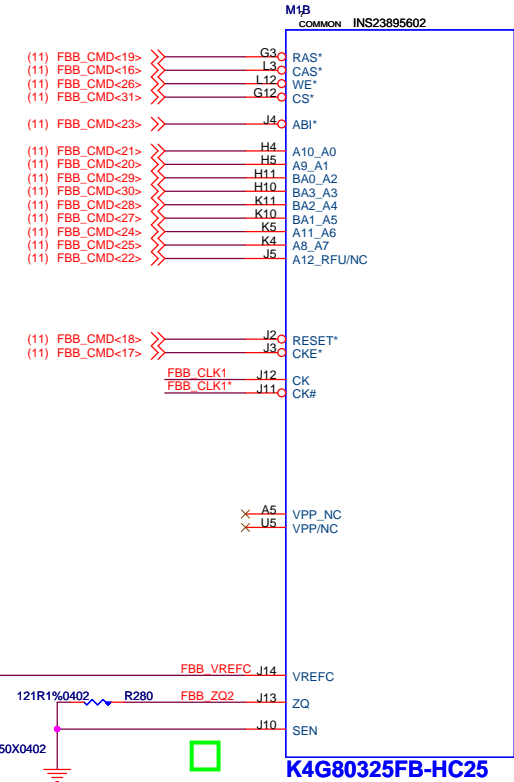 M1B
COMMON INS23895602
(11) FBB_CMD<19> G3 RAS*
(11) FBB_CMD<16> L3 CAS*
(11) FBB_CMD<26> L12 WE*
(11) FBB_CMD<31> G12 CS*
(11) FBB_CMD<23> J4 ABI*
(11) FBB_CMD<21> H4 A10_A0
(11) FBB_CMD<20> H5 A9_A1
(11) FBB_CMD<29> H11 BA0_A2
(11) FBB_CMD<30> H10 BA3_A3
(11) FBB_CMD<28> K11 BA2_A4
(11) FBB_CMD<27> K10 BA1_A5
(11) FBB_CMD<24> K5 A11_A6
(11) FBB_CMD<25> K4 A8_A7
(11) FBB_CMD<22> J5 A12_RFU/NC
(11) FBB_CMD<18> J2 RESET*
(11) FBB_CMD<17> J3 CKE*
FBB_CLK1 J12 CK
FBB_CLK1* J11 CK#
A5 VPP_NC
U5 VPP/NC
FBB_VREFC J14 VREFC
121R1%0402 R280 FBB_ZQ2 J13 ZQ
J10 SEN
50X0402
K4G80325FB-HC25